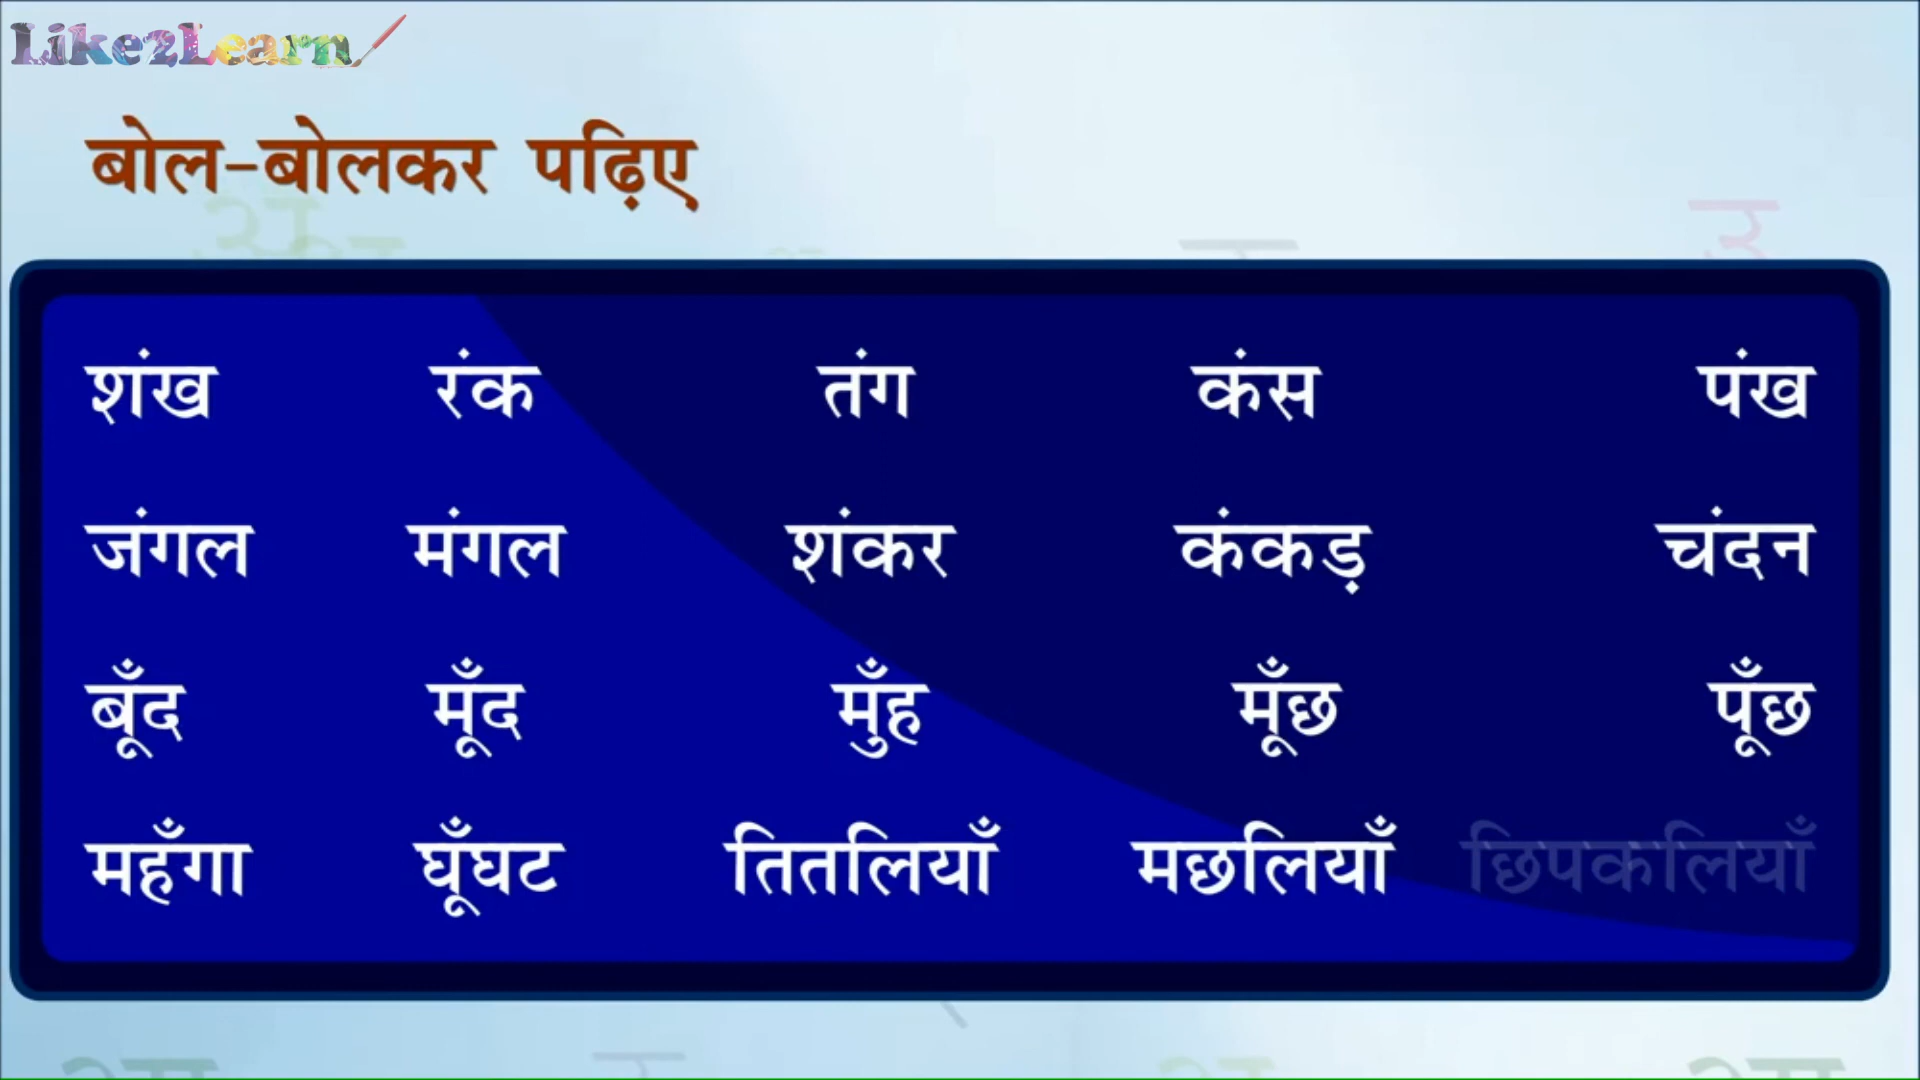 Like2Learn
बोल-बोलकर पढ़िए
शंख रंक तंग कंस पंख
जंगल मंगल शंकर कंकड़ चंदन
बूँद मूँद मुँह मूँछ पूँछ
महँगा घूँघट तितलियाँ मछलियाँ छिपकलियाँ